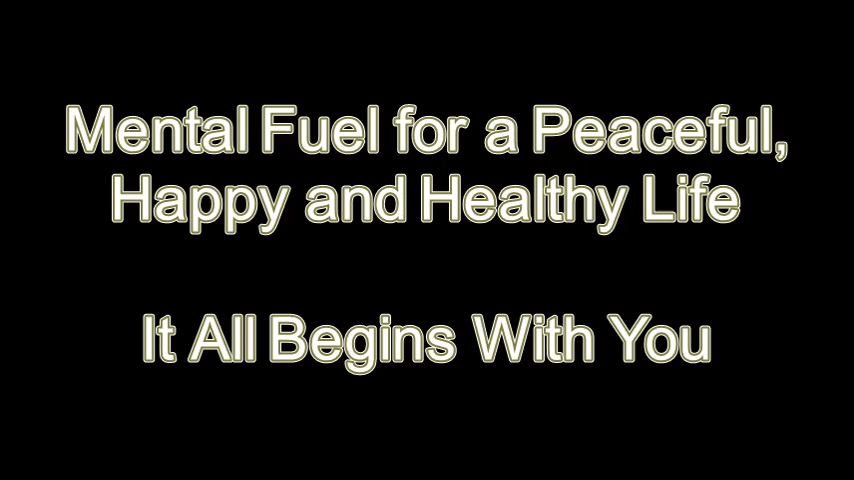 Mental Fuel for a Peaceful,
Happy and Healthy Life
It All Begins With You